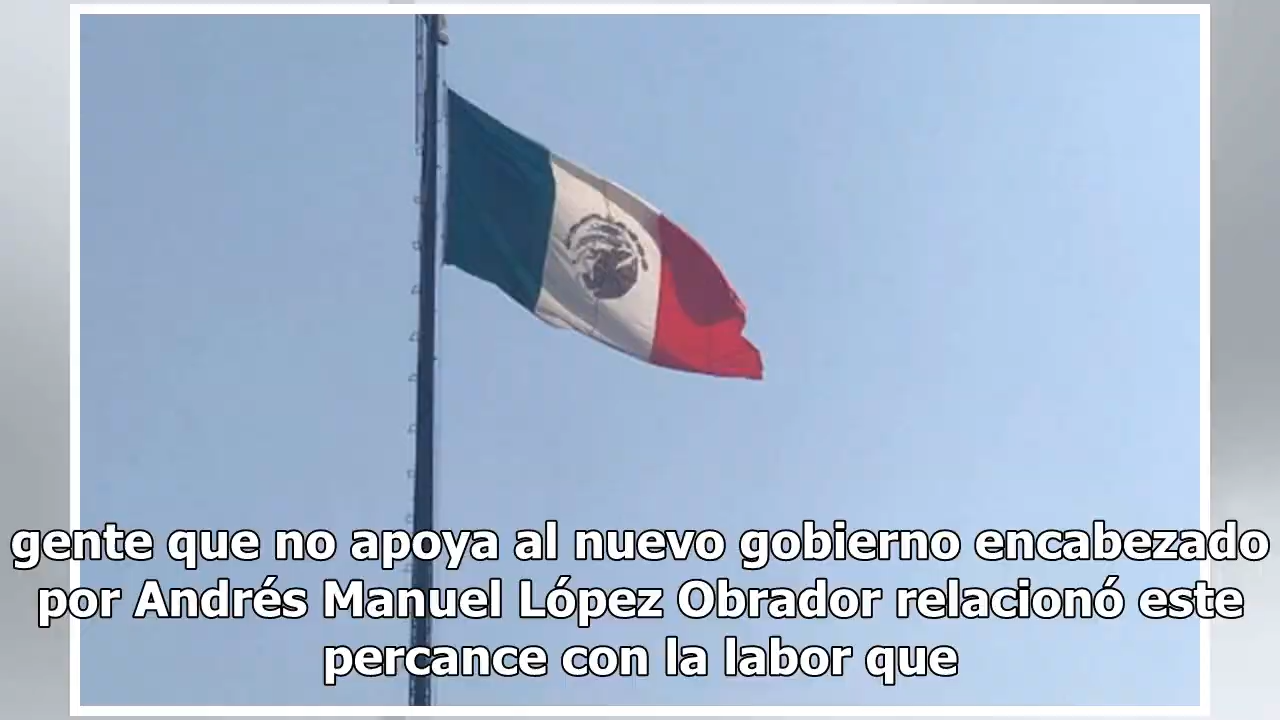 gente que no apoya al nuevo gobierno encabezado
por Andrés Manuel López Obrador relacionó este
percance con la labor que